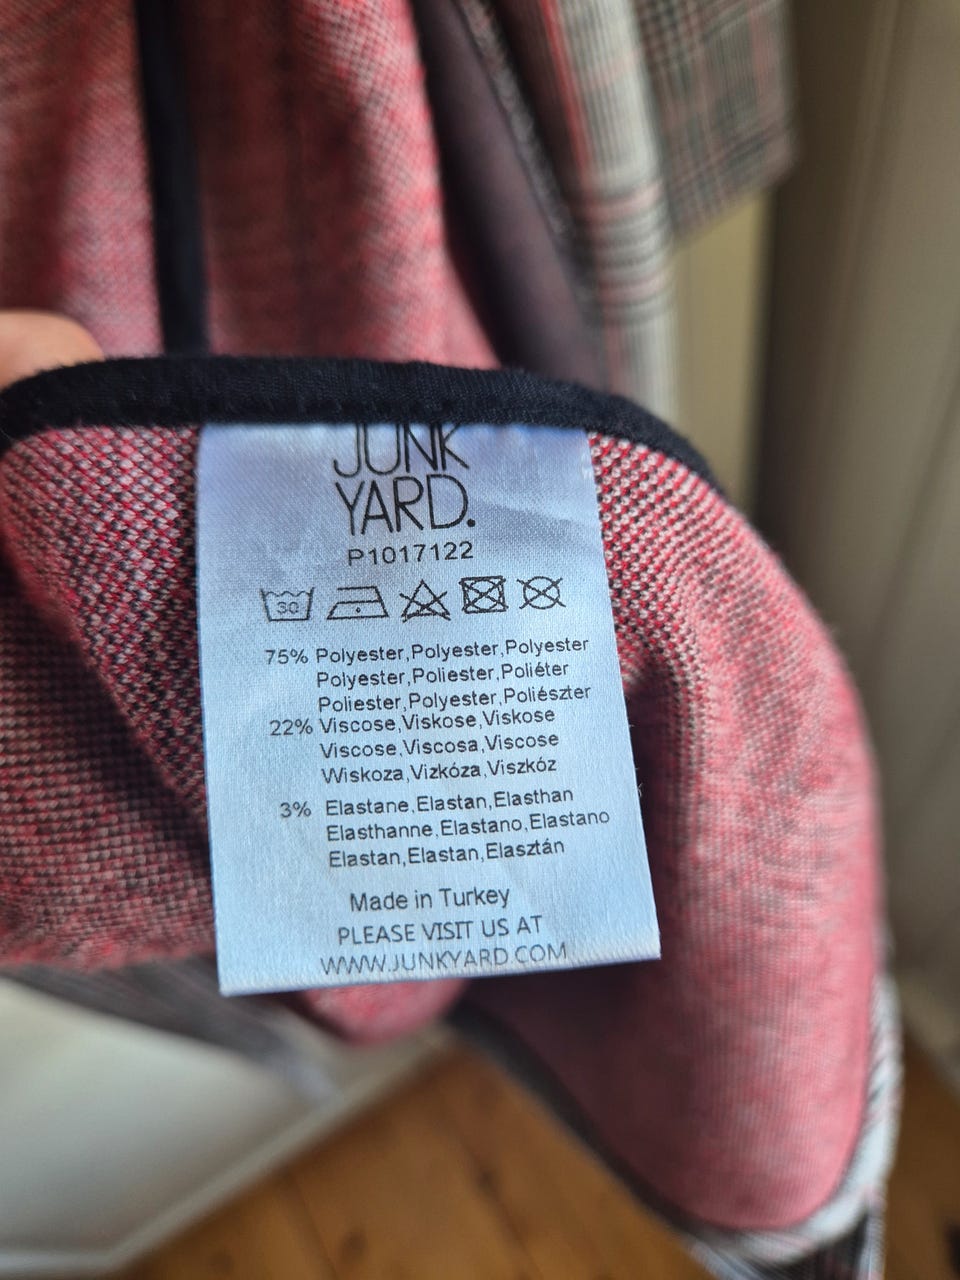 JUNK
YARD.
P1017122
30
75% Polyester,Polyester,Polyester
Polyester,Poliester,Poliéter
Poliester,Polyester,Poliészter
22% Viscose,Viskose,Viskose
Viscose,Viscosa,Viscose
Wiskoza,Vizkóza,Viszkóz
3% Elastane,Elastan,Elasthan
Elasthanne,Elastano,Elastano
Elastan,Elastan,Elasztán
Made in Turkey
PLEASE VISIT US AT
WWW.JUNKYARD.COM